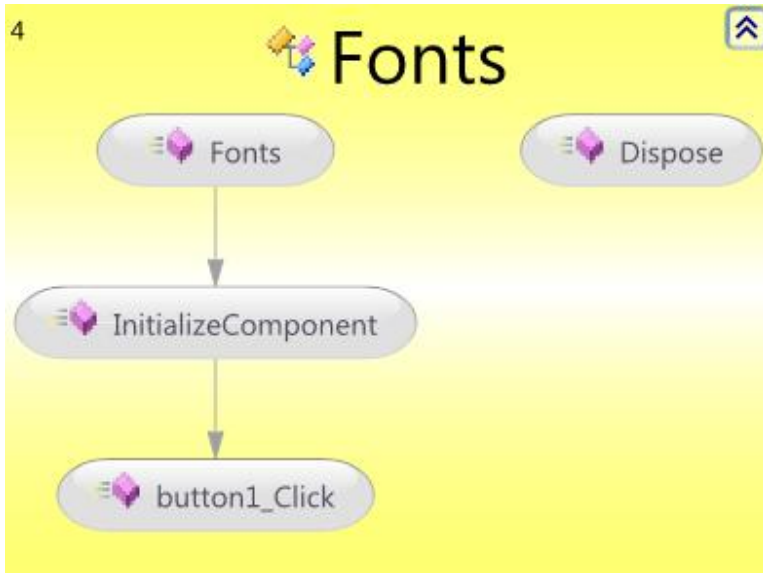 4
Fonts
Fonts
Dispose
InitializeComponent
button1_Click